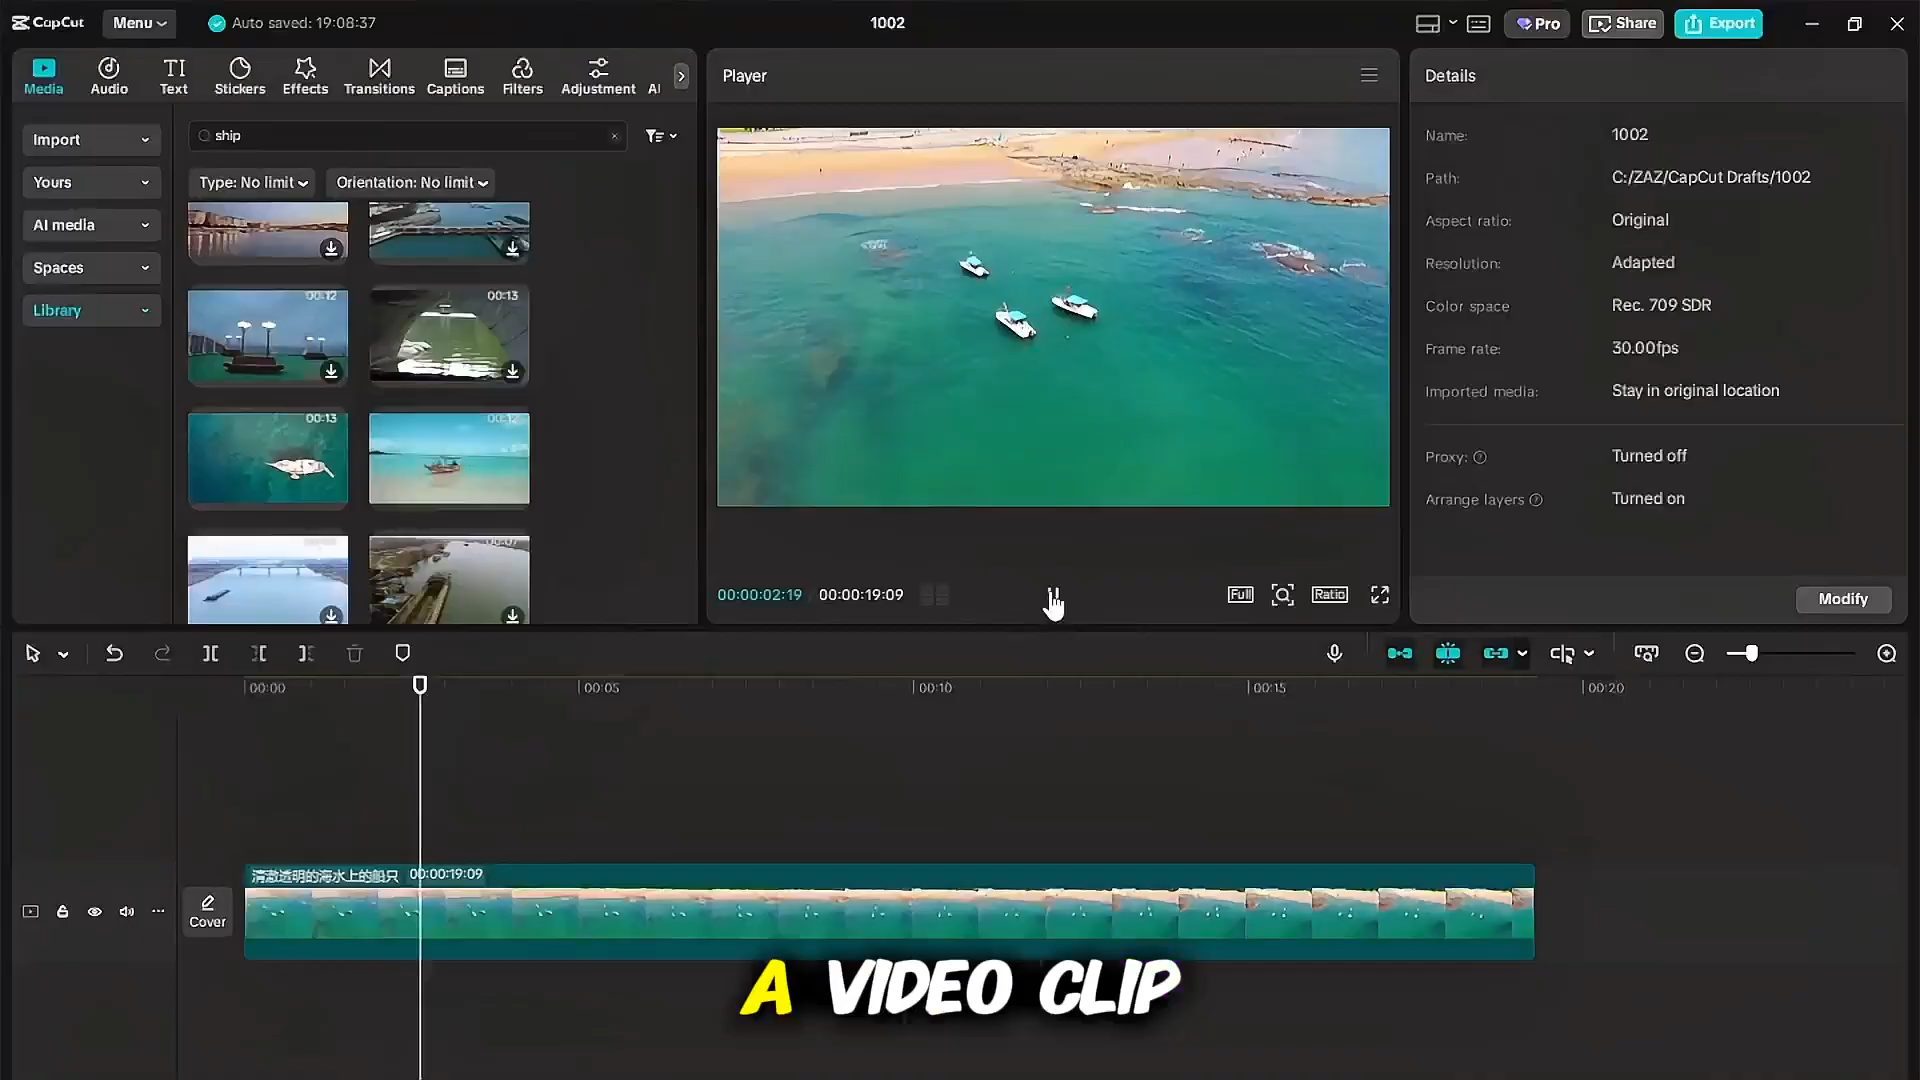 CapCut
Menu
Auto saved: 19:08:37
1002
Pro
Share
Export
Media
Audio
TI
Text
Stickers
Effects
Transitions
Captions
Filters
Adjustment
AI
Import
Yours
AI media
Spaces
Library
ship
Type: No limit
Orientation: No limit
00:12
00:13
00:13
00:12
Player
00:00:02:19
00:00:19:09
Full
Ratio
Details
Name: 1002
Path: C:/ZAZ/CapCut Drafts/1002
Aspect ratio: Original
Resolution: Adapted
Color space Rec. 709 SDR
Frame rate: 30.00fps
Imported media: Stay in original location
Proxy: Turned off
Arrange layers Turned on
Modify
00:00
00:05
00:10
00:15
00:20
清澈透明的海水上的船只 00:00:19:09
Cover
A VIDEO CLIP